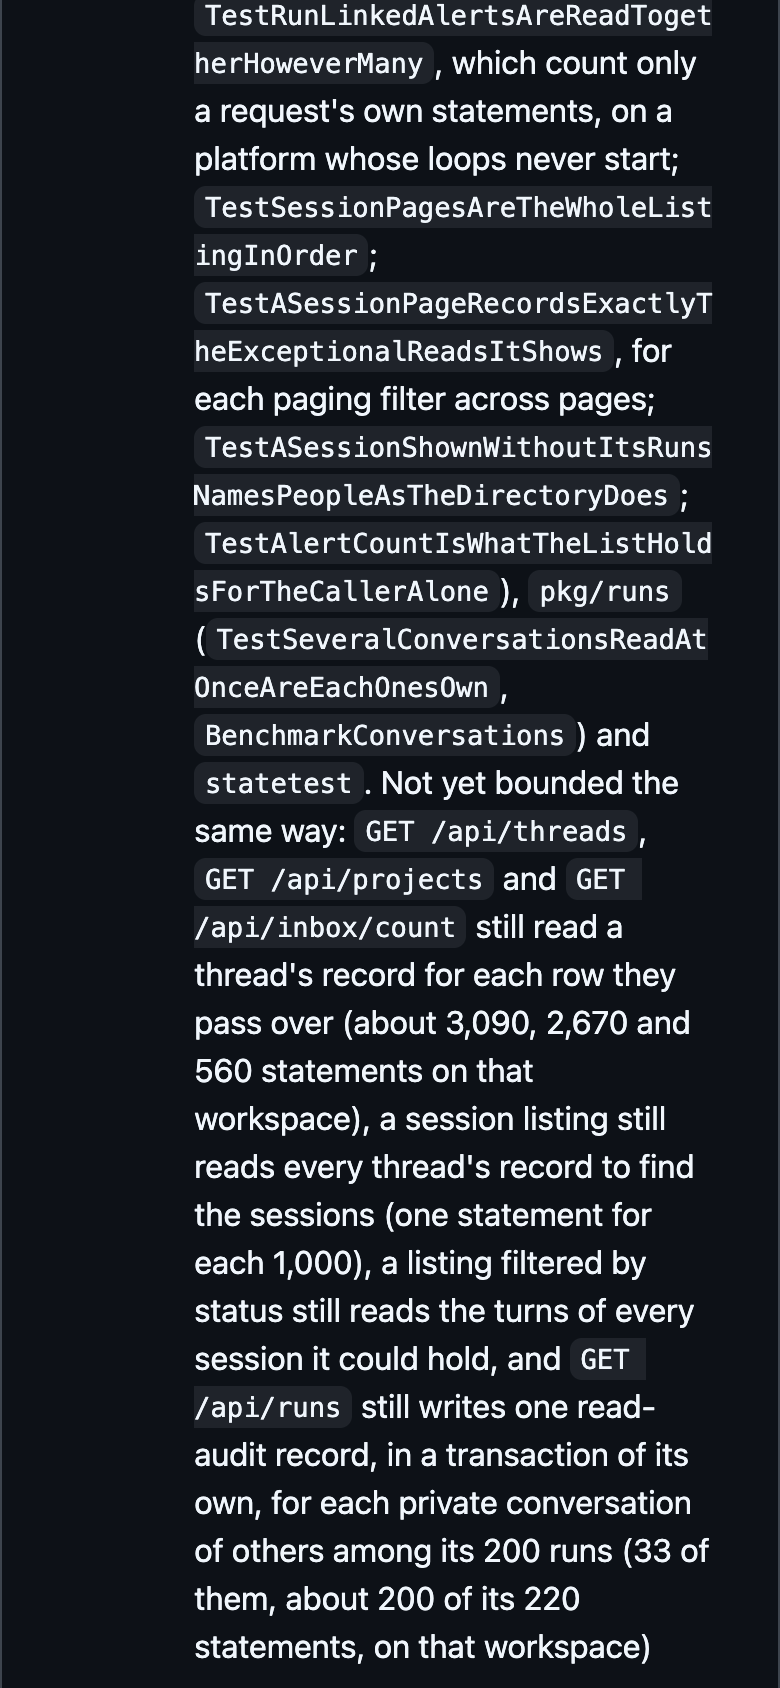 TestRunLinkedAlertsAreReadToget
herHoweverMany, which count only
a request's own statements, on a
platform whose loops never start;
TestSessionPagesAreTheWholeList
ingInOrder;
TestASessionPageRecordsExactlyT
heExceptionalReadsItShows, for
each paging filter across pages;
TestASessionShownWithoutItsRuns
NamesPeopleAsTheDirectoryDoes;
TestAlertCountIsWhatTheListHold
sForTheCallerAlone), pkg/runs
(TestSeveralConversationsReadAt
OnceAreEachOnesOwn,
BenchmarkConversations) and
statetest. Not yet bounded the
same way: GET /api/threads,
GET /api/projects and GET
/api/inbox/count still read a
thread's record for each row they
pass over (about 3,090, 2,670 and
560 statements on that
workspace), a session listing still
reads every thread's record to find
the sessions (one statement for
each 1,000), a listing filtered by
status still reads the turns of every
session it could hold, and GET
/api/runs still writes one read-
audit record, in a transaction of its
own, for each private conversation
of others among its 200 runs (33 of
them, about 200 of its 220
statements, on that workspace)